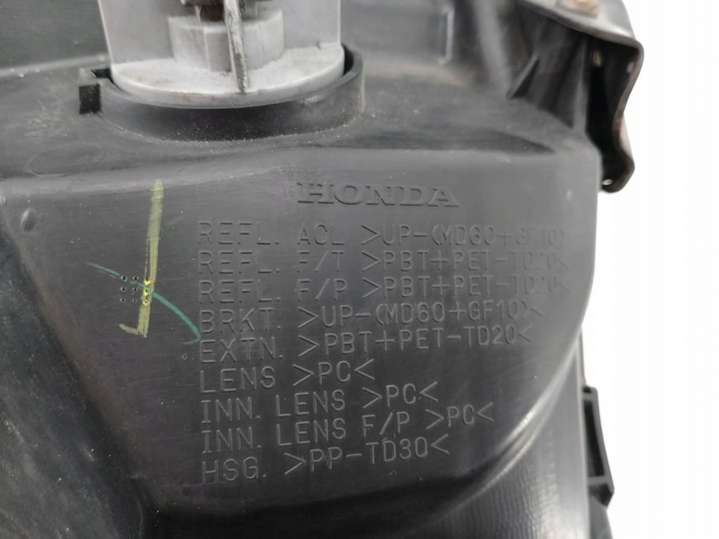 HONDA
REFL. ACL >UP-(MD60+GF10)
REFL. F/T >PBT+PET-TD20<
REFL. F/P >PBT+PET-TD20<
BRKT. >UP-(MD60+GF10)<
EXTN. >PBT+PET-TD20<
LENS >PC<
INN. LENS >PC<
INN. LENS F/P >PC<
HSG. >PP-TD30<